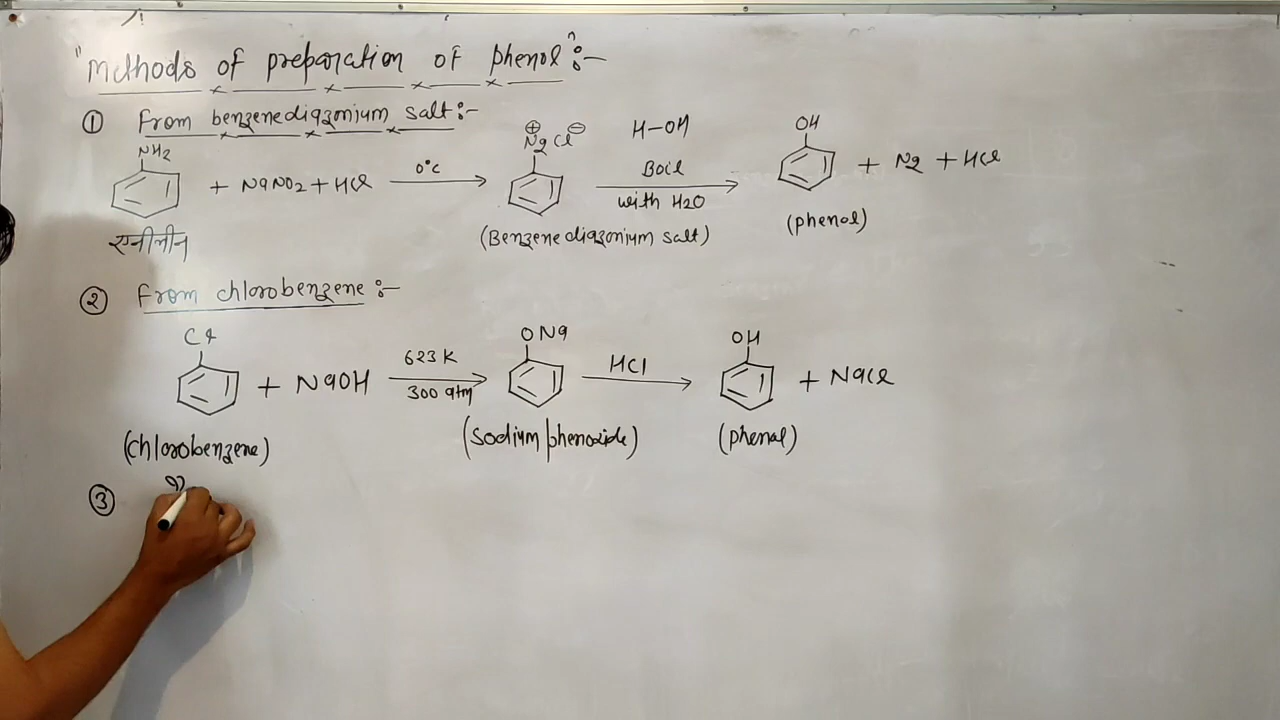 "Methods of preparation of phenol":-
① From benzenediazonium salt:-
NH2 + NaNO2 + HCl 0°c ⊕ ⊖ N2 Cl H-OH Boil with H2O OH + N2 + HCl
एनीलीन (Benzenediazonium salt) (phenol)
② From chlorobenzene:-
Cl + NaOH 623 K 300 atm ONa HCl OH + NaCl
(chlorobenzene) (sodium phenoxide) (phenol)
③